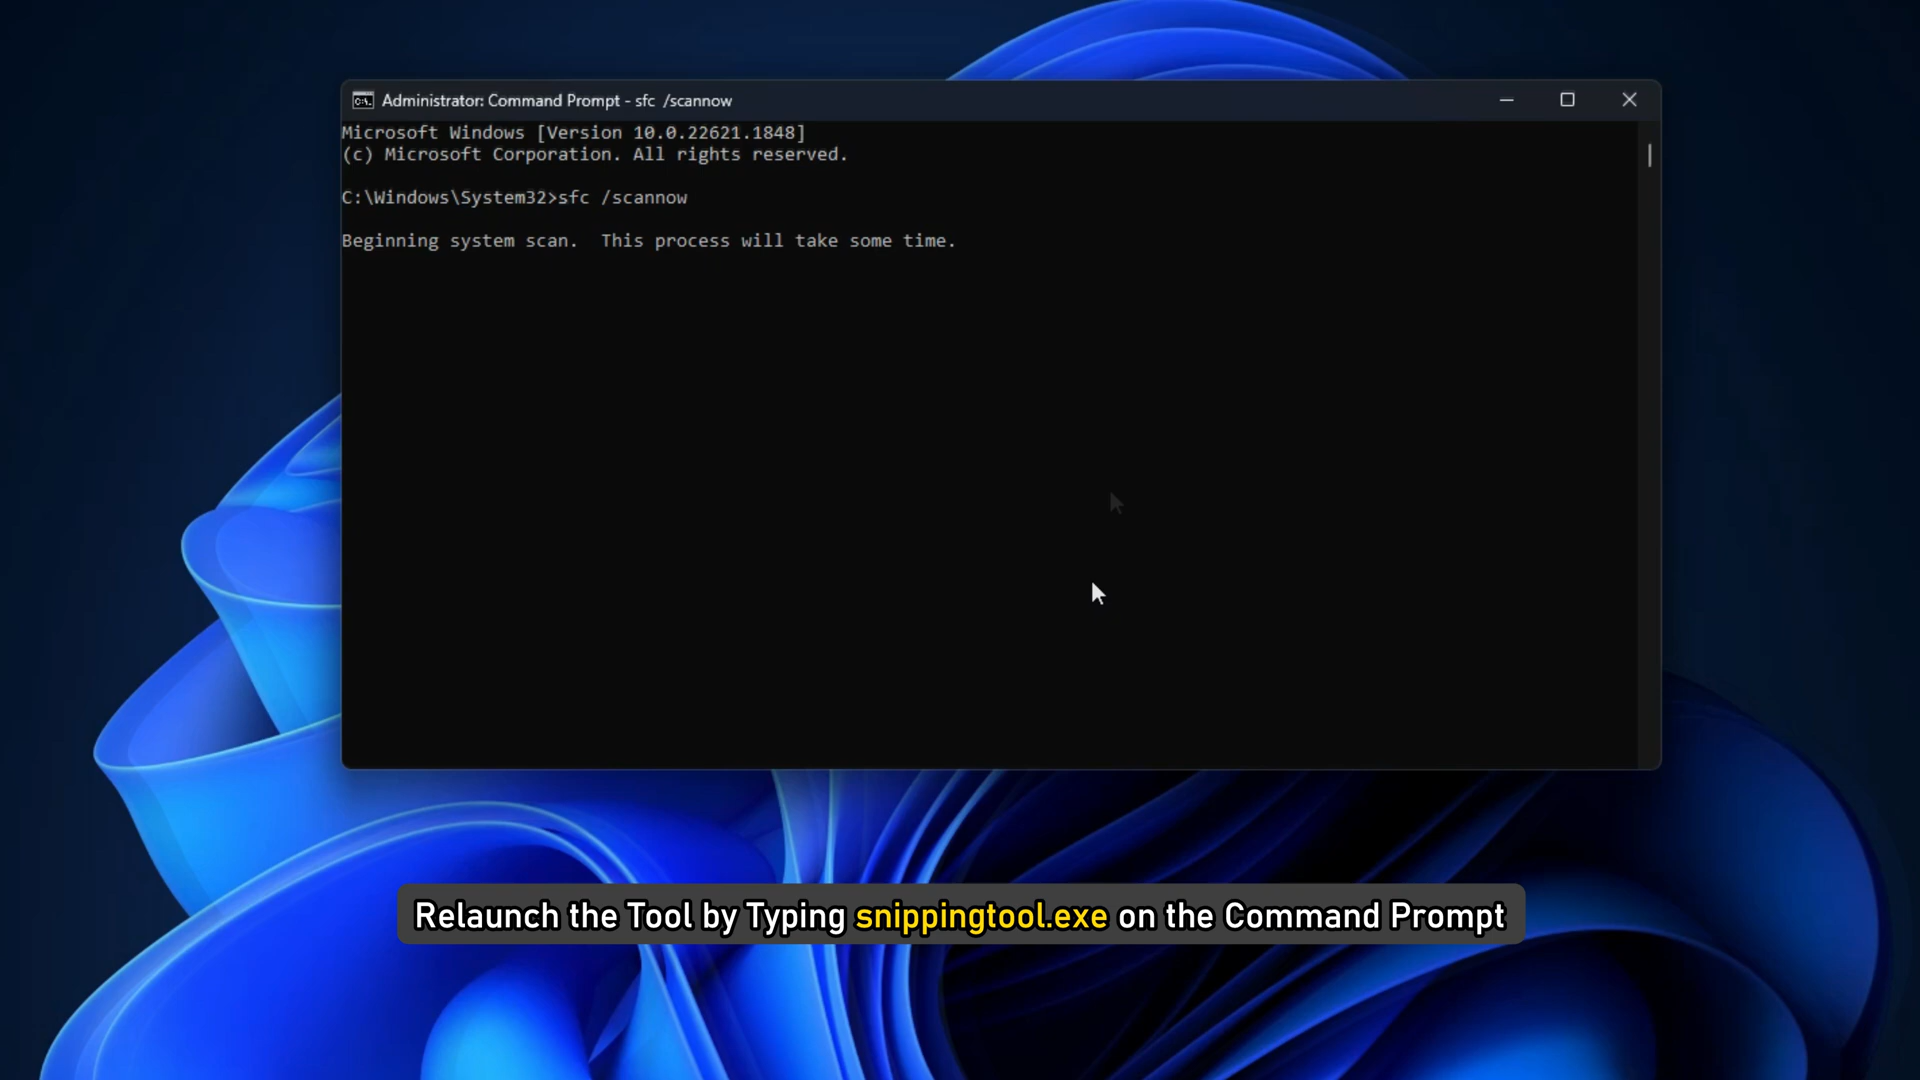 Administrator: Command Prompt - sfc  /scannow
Microsoft Windows [Version 10.0.22621.1848]
(c) Microsoft Corporation. All rights reserved.
C:\Windows\System32>sfc /scannow
Beginning system scan.  This process will take some time.
Relaunch the Tool by Typing snippingtool.exe on the Command Prompt